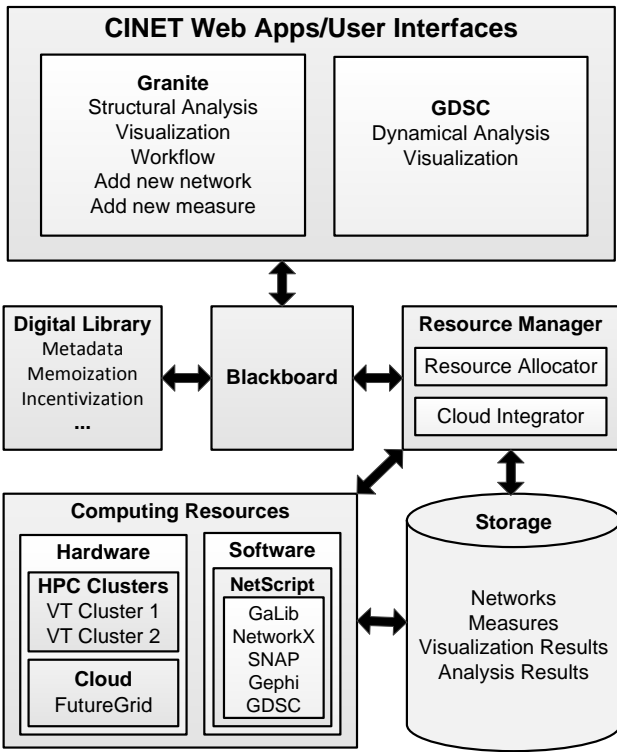 CINET Web Apps/User Interfaces
Granite
Structural Analysis
Visualization
Workflow
Add new network
Add new measure
GDSC
Dynamical Analysis
Visualization
Digital Library
Metadata
Memoization
Incentivization
...
Blackboard
Resource Manager
Resource Allocator
Cloud Integrator
Computing Resources
Hardware
HPC Clusters
VT Cluster 1
VT Cluster 2
Cloud
FutureGrid
Software
NetScript
GaLib
NetworkX
SNAP
Gephi
GDSC
Storage
Networks
Measures
Visualization Results
Analysis Results